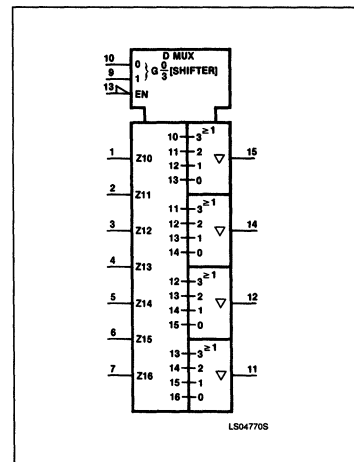 D MUX
10 0 } G 0/3 [SHIFTER]
9 1
13 EN
10 3 ≥1 15
1 Z10 11 2 ▽
12 1
13 0
2 Z11
11 3 ≥1 14
3 Z12 12 2 ▽
13 1
14 0
4 Z13
12 3 ≥1
5 Z14 13 2 ▽ 12
14 1
15 0
6 Z15
13 3 ≥1
7 Z16 14 2 ▽ 11
15 1
16 0
LS04770S